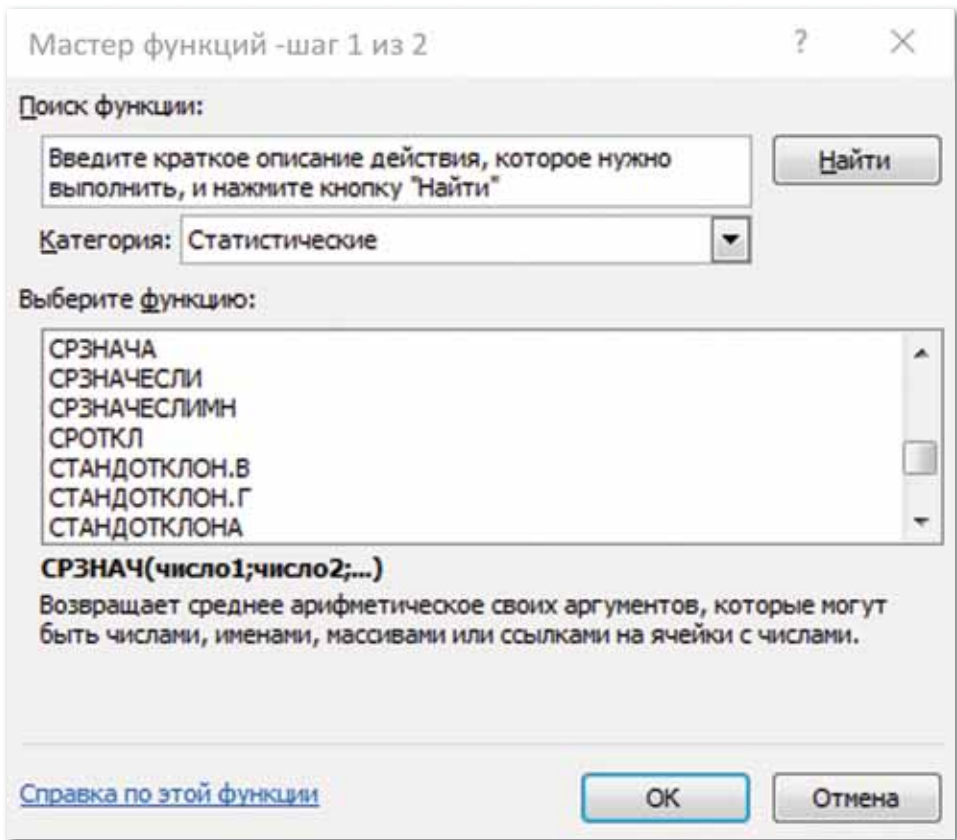 Мастер функций -шаг 1 из 2
?
Поиск функции:
Введите краткое описание действия, которое нужно
выполнить, и нажмите кнопку "Найти"
Найти
Категория: Статистические
Выберите функцию:
СРЗНАЧА
СРЗНАЧЕСЛИ
СРЗНАЧЕСЛИМН
СРОТКЛ
СТАНДОТКЛОН.В
СТАНДОТКЛОН.Г
СТАНДОТКЛОНА
СРЗНАЧ(число1;число2;...)
Возвращает среднее арифметическое своих аргументов, которые могут
быть числами, именами, массивами или ссылками на ячейки с числами.
Справка по этой функции
ОК
Отмена